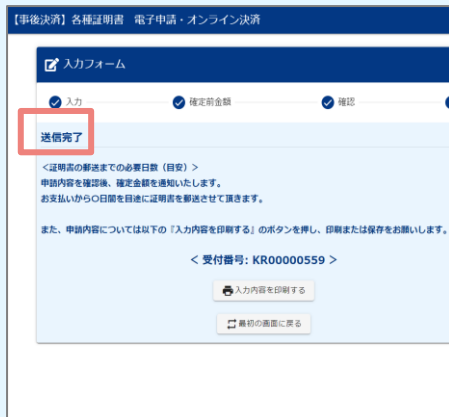 【事後決済】各種証明書　電子申請・オンライン決済
入力フォーム
入力
確定前金額
確認
送信完了
＜証明書の郵送までの必要日数（目安）＞
申請内容を確認後、確定金額を通知いたします。
お支払いから○日間を目途に証明書を郵送させて頂きます。
また、申請内容については以下の『入力内容を印刷する』のボタンを押し、印刷または保存をお願いします。
＜ 受付番号: KR00000559 ＞
入力内容を印刷する
最初の画面に戻る